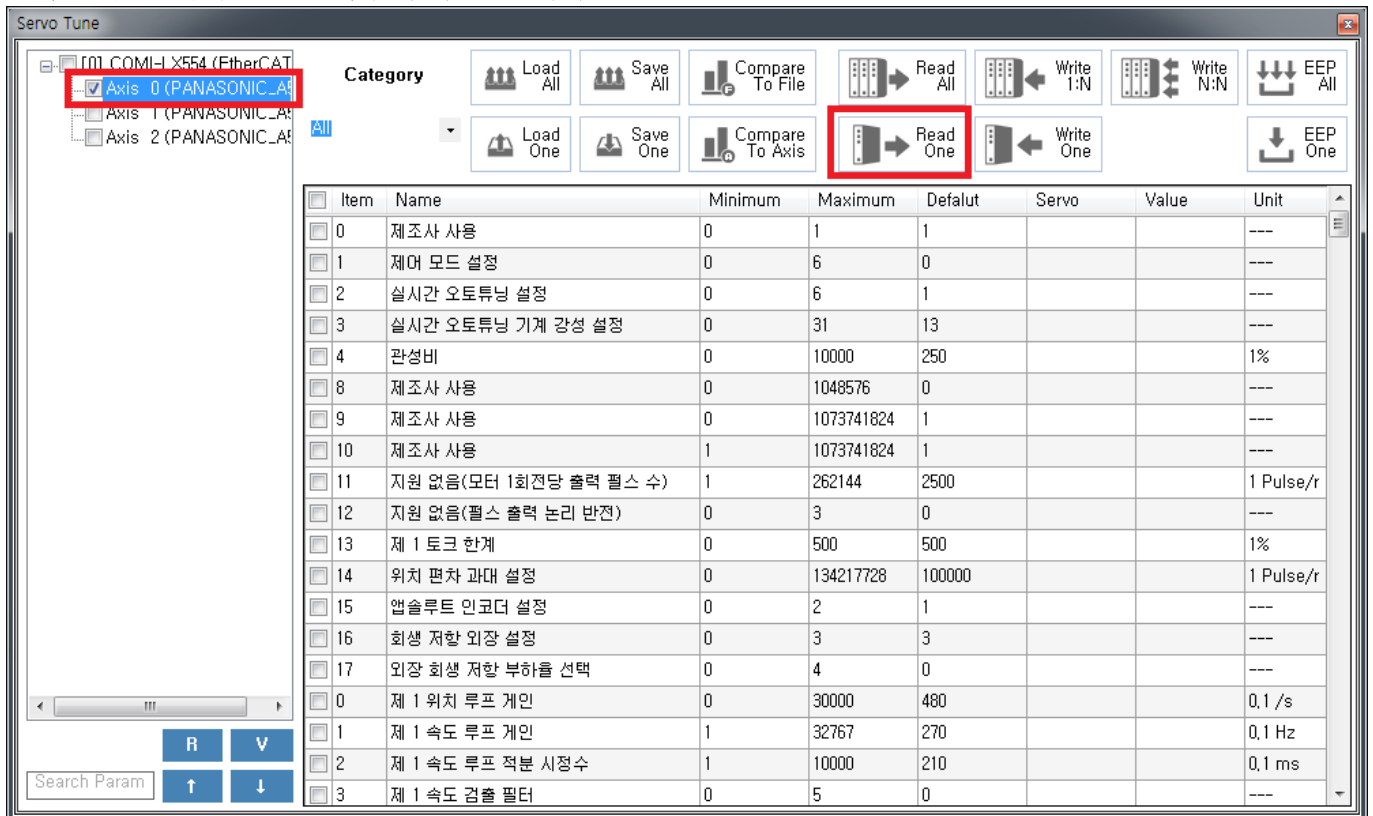 Servo Tune
[0] COMI-LX554 (EtherCAT
Axis 0 (PANASONIC_A5
Axis 1 (PANASONIC_A5
Axis 2 (PANASONIC_A5
Category
All
Load All
Save All
Compare To File
Read All
Write 1:N
Write N:N
EEP All
Load One
Save One
Compare To Axis
Read One
Write One
EEP One
Item Name Minimum Maximum Defalut Servo Value Unit
0 제조사 사용 0 1 1 ---
1 제어 모드 설정 0 6 0 ---
2 실시간 오토튜닝 설정 0 6 1 ---
3 실시간 오토튜닝 기계 강성 설정 0 31 13 ---
4 관성비 0 10000 250 1%
8 제조사 사용 0 1048576 0 ---
9 제조사 사용 0 1073741824 1 ---
10 제조사 사용 1 1073741824 1 ---
11 지원 없음(모터 1회전당 출력 펄스 수) 1 262144 2500 1 Pulse/r
12 지원 없음(펄스 출력 논리 반전) 0 3 0 ---
13 제 1 토크 한계 0 500 500 1%
14 위치 편차 과대 설정 0 134217728 100000 1 Pulse/r
15 앱솔루트 인코더 설정 0 2 1 ---
16 회생 저항 외장 설정 0 3 3 ---
17 외장 회생 저항 부하율 선택 0 4 0 ---
0 제 1 위치 루프 게인 0 30000 480 0.1 /s
1 제 1 속도 루프 게인 1 32767 270 0.1 Hz
2 제 1 속도 루프 적분 시정수 1 10000 210 0.1 ms
3 제 1 속도 검출 필터 0 5 0 ---
R V
Search Param ↑ ↓